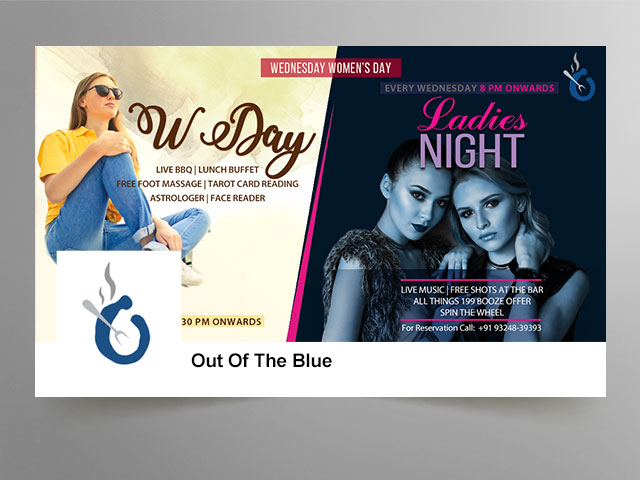 WEDNESDAY WOMEN'S DAY
W Day
LIVE BBQ | LUNCH BUFFET
FREE FOOT MASSAGE | TAROT CARD READING
ASTROLOGER | FACE READER
30 PM ONWARDS
EVERY WEDNESDAY 8 PM ONWARDS
Ladies
NIGHT
LIVE MUSIC | FREE SHOTS AT THE BAR
ALL THINGS 199 BOOZE OFFER
SPIN THE WHEEL
For Reservation Call: +91 93248-39393
Out Of The Blue